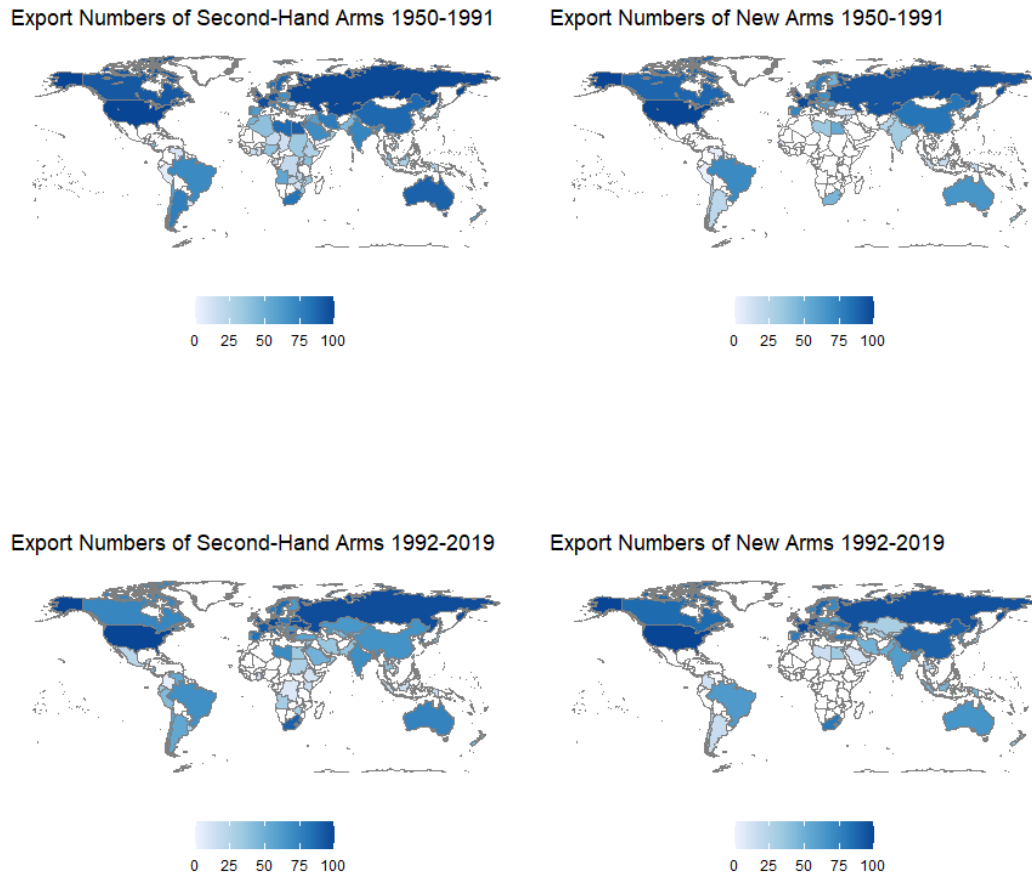 Export Numbers of Second-Hand Arms 1950-1991
Export Numbers of New Arms 1950-1991
0 25 50 75 100
0 25 50 75 100
Export Numbers of Second-Hand Arms 1992-2019
Export Numbers of New Arms 1992-2019
0 25 50 75 100
0 25 50 75 100